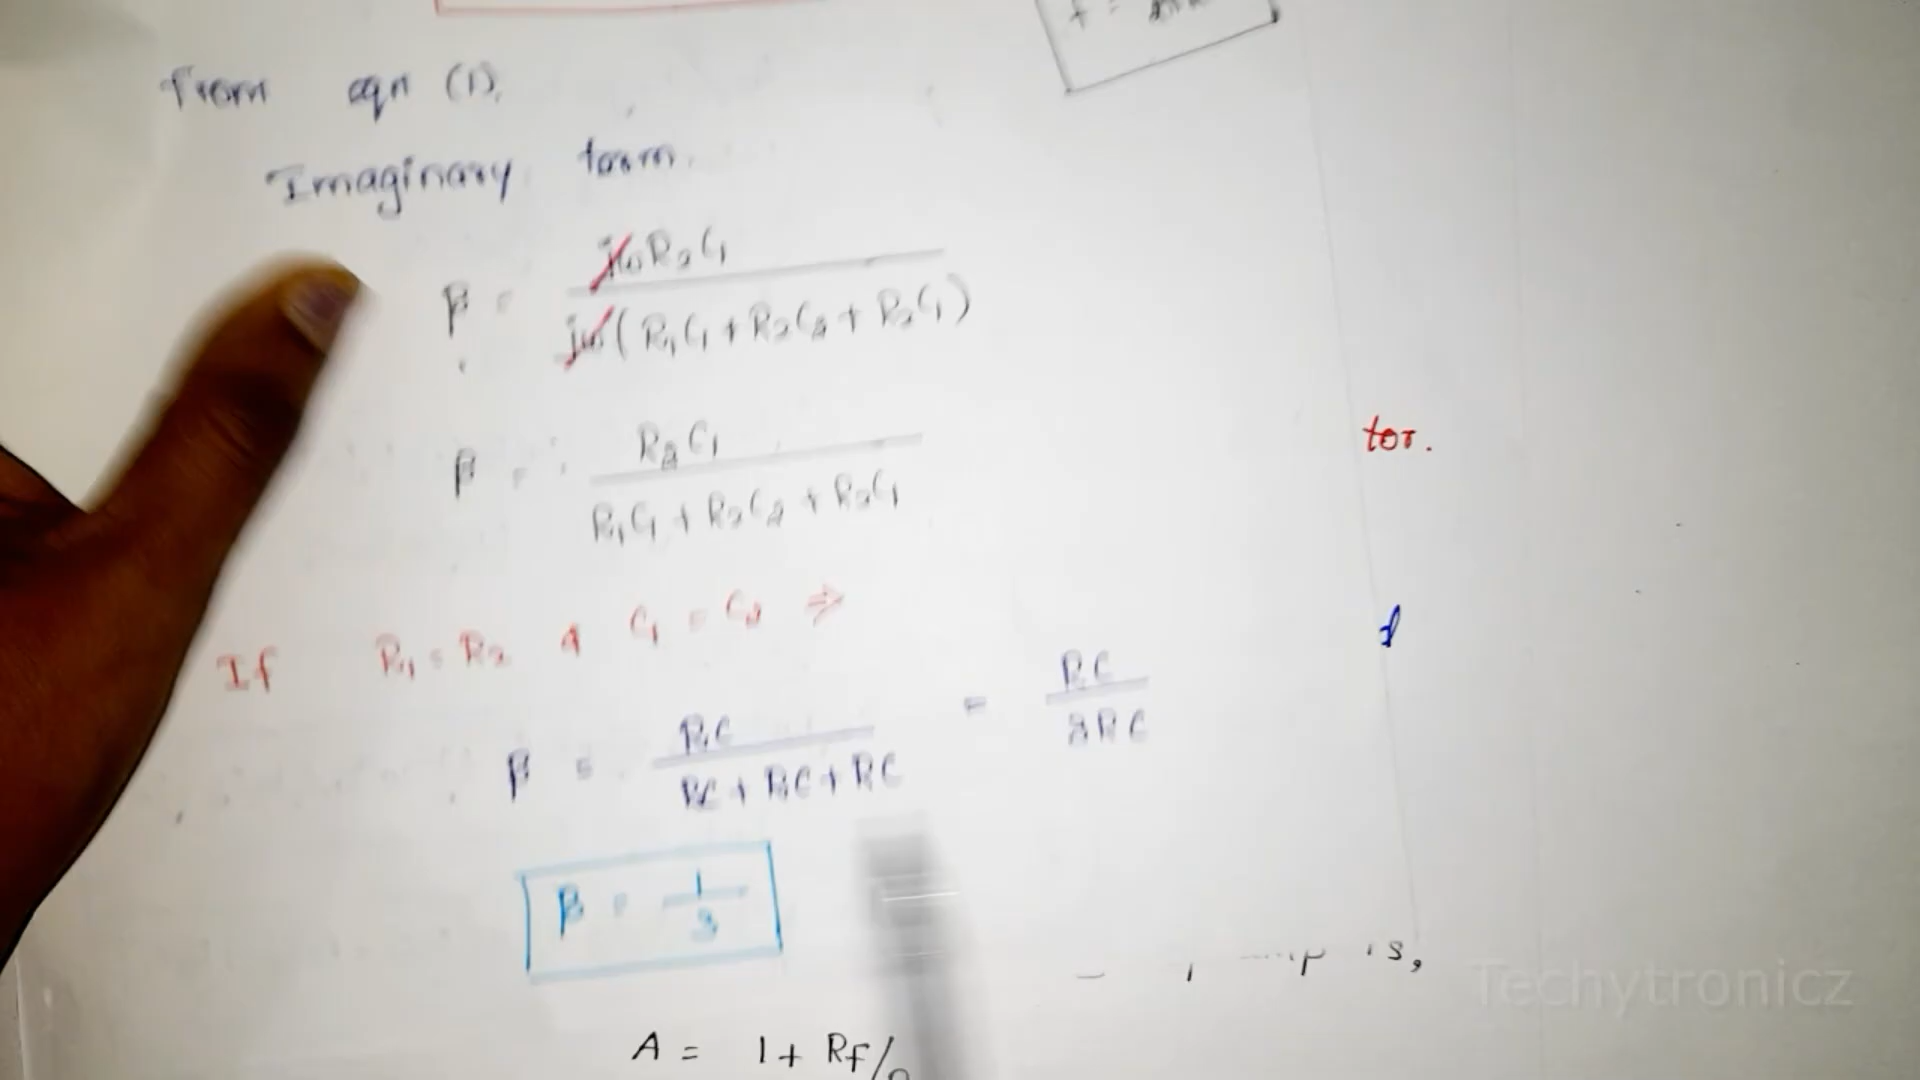 from eqn (1),
Imaginary term.
β = jωR2C1 / jω(R1C1 + R2C2 + R2C1)
β = R2C1 / R1C1 + R2C2 + R2C1
tor.
If R1 = R2 & C1 = C2 ⇒
β = RC / RC + RC + RC = RC / 3RC
β = 1/3
is,
Techytronicz
A = 1 + Rf/